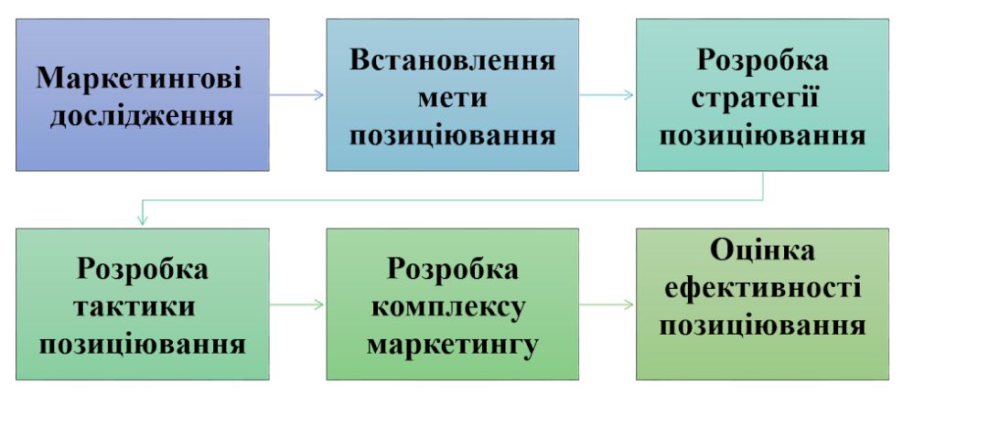 Маркетингові
дослідження
Встановлення
мети
позиціювання
Розробка
стратегії
позиціювання
Розробка
тактики
позиціювання
Розробка
комплексу
маркетингу
Оцінка
ефективності
позиціювання